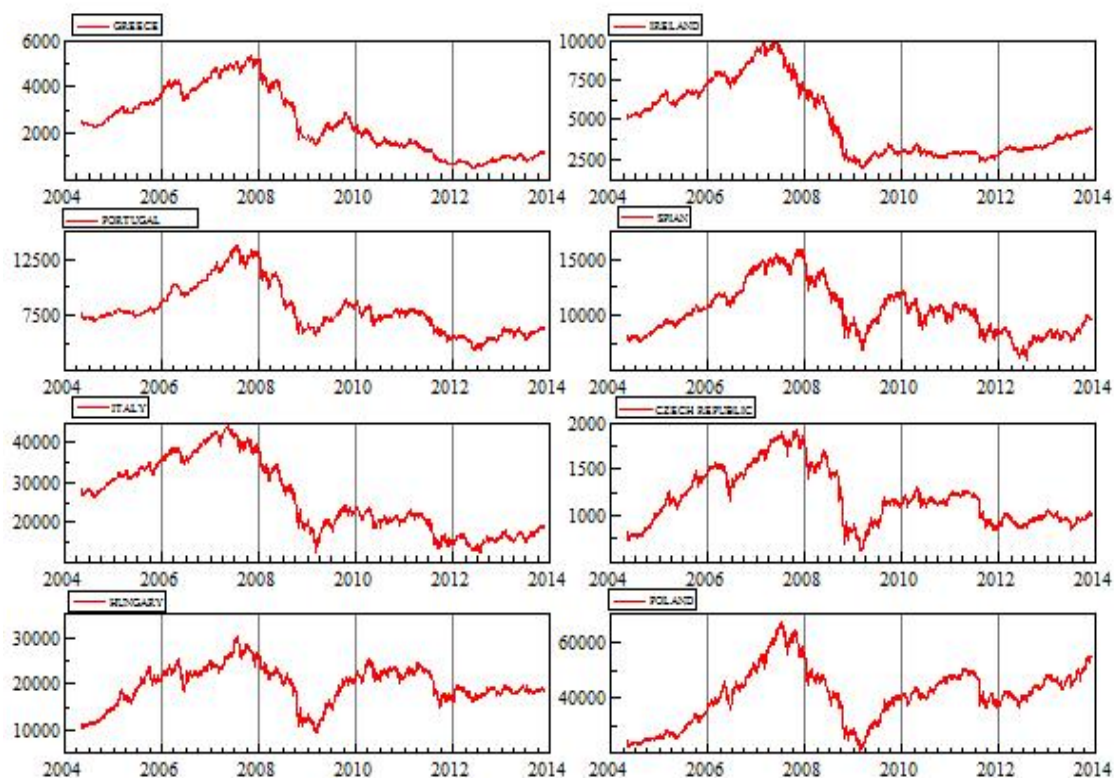 GREECE IRELAND
6000 10000
4000 7500
5000
2000 2500
2004 2006 2008 2010 2012 2014 2004 2006 2008 2010 2012 2014
PORTUGAL SPIAN
12500 15000
7500 10000
2004 2006 2008 2010 2012 2014 2004 2006 2008 2010 2012 2014
ITALY CZECH REPUBLIC
40000 2000
30000 1500
20000 1000
2004 2006 2008 2010 2012 2014 2004 2006 2008 2010 2012 2014
HUNGARY POLAND
30000 60000
20000 40000
10000
2004 2006 2008 2010 2012 2014 2004 2006 2008 2010 2012 2014